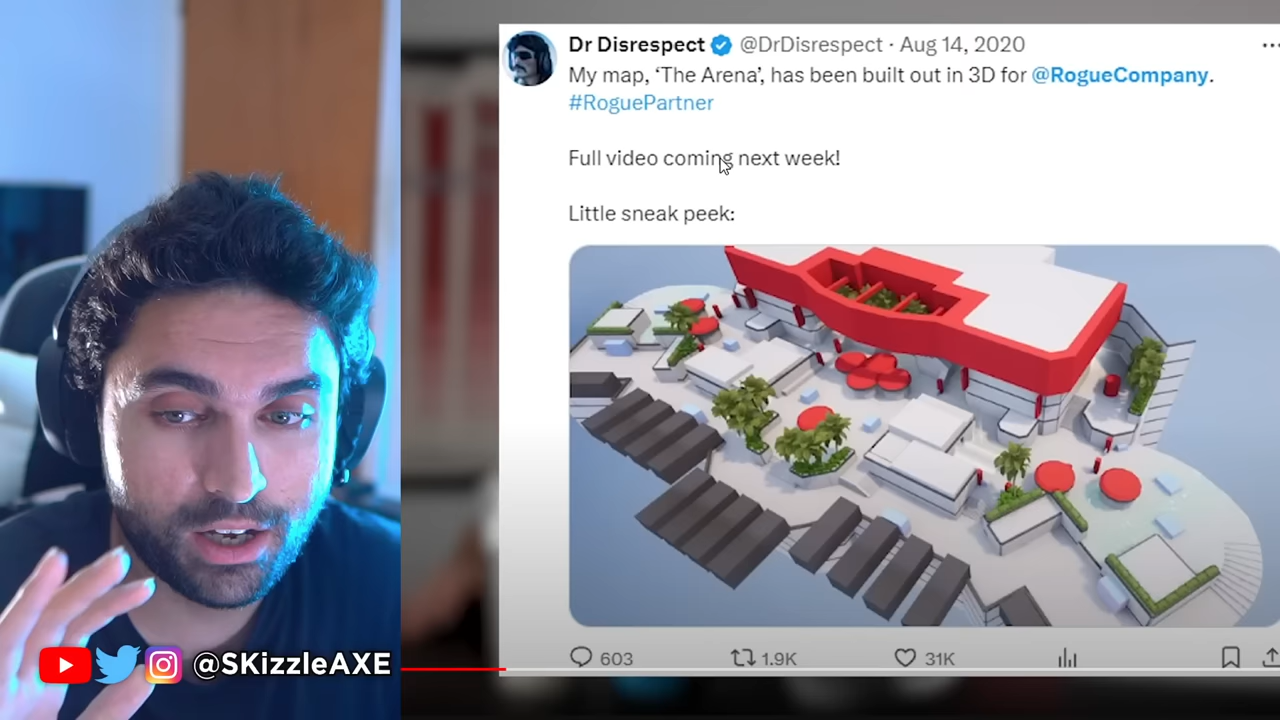 Dr Disrespect @DrDisrespect · Aug 14, 2020
My map, ‘The Arena’, has been built out in 3D for @RogueCompany.
#RoguePartner
Full video coming next week!
Little sneak peek:
603 1.9K 31K
@SKizzleAXE